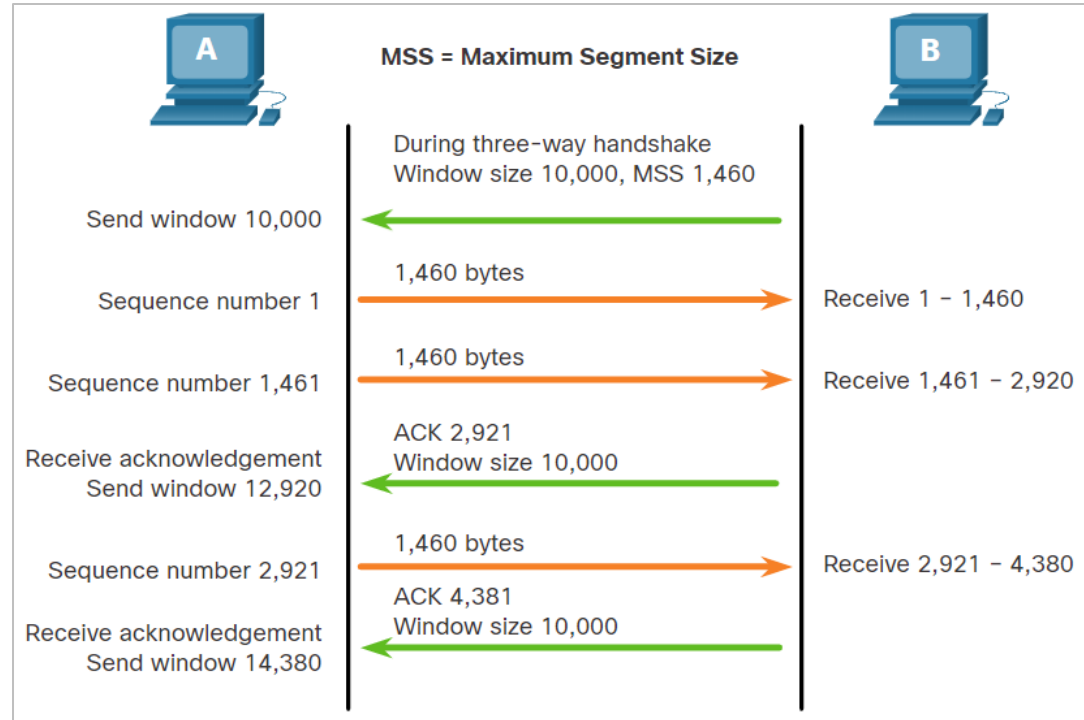 A
MSS = Maximum Segment Size
B
During three-way handshake
Window size 10,000, MSS 1,460
Send window 10,000
1,460 bytes
Sequence number 1
Receive 1 – 1,460
1,460 bytes
Sequence number 1,461
Receive 1,461 – 2,920
ACK 2,921
Window size 10,000
Receive acknowledgement
Send window 12,920
1,460 bytes
Sequence number 2,921
Receive 2,921 – 4,380
ACK 4,381
Window size 10,000
Receive acknowledgement
Send window 14,380